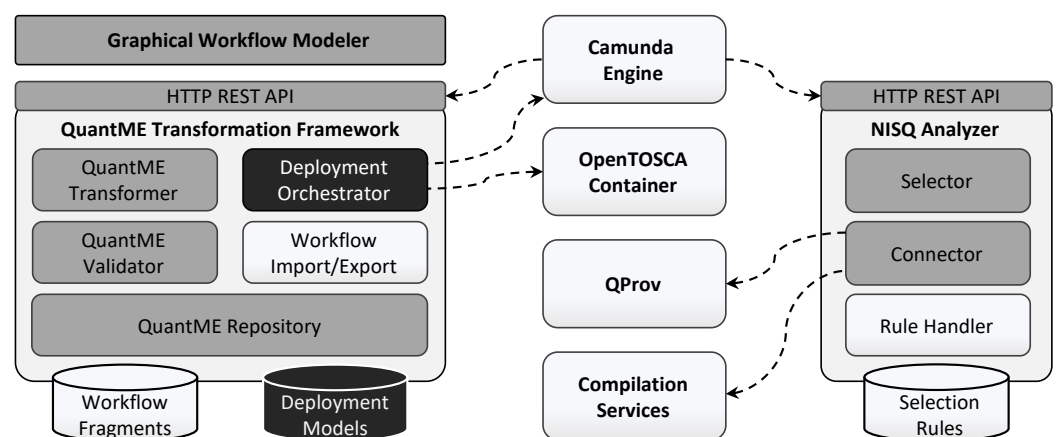 Graphical Workflow Modeler
HTTP REST API
QuantME Transformation Framework
QuantME
Transformer
Deployment
Orchestrator
QuantME
Validator
Workflow
Import/Export
QuantME Repository
Workflow
Fragments
Deployment
Models
Camunda
Engine
OpenTOSCA
Container
QProv
Compilation
Services
HTTP REST API
NISQ Analyzer
Selector
Connector
Rule Handler
Selection
Rules